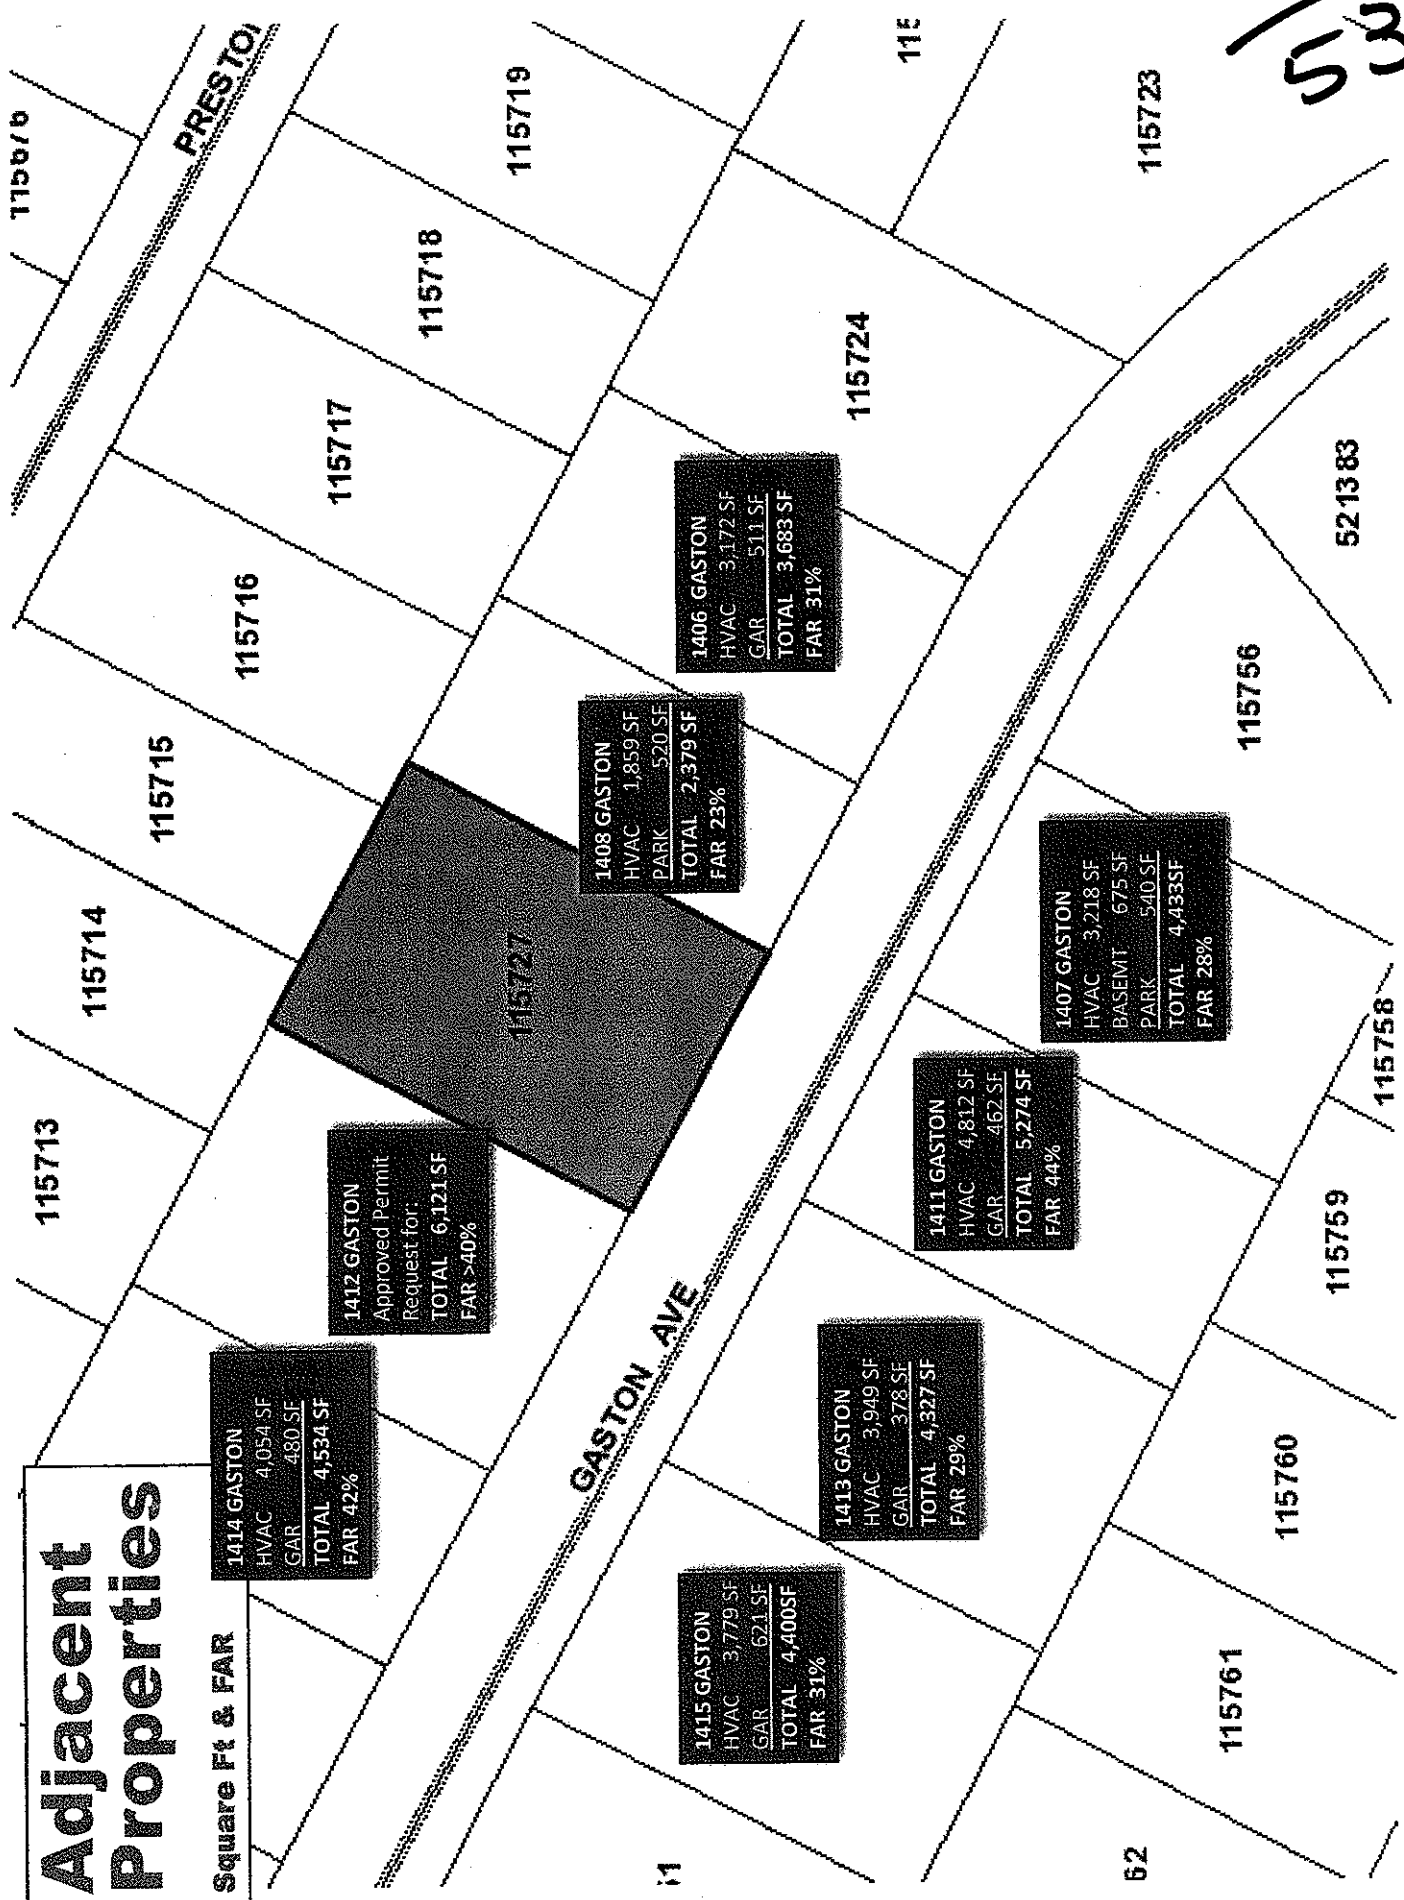 Adjacent
Properties
Square Ft & FAR
1414 GASTON
HVAC 4,054 SF
GAR 480 SF
TOTAL 4,534 SF
FAR 42%
1412 GASTON
Approved Permit
Request for:
TOTAL 6,121 SF
FAR >40%
1408 GASTON
HVAC 1,859 SF
PARK 520 SF
TOTAL 2,379 SF
FAR 23%
1406 GASTON
HVAC 3,172 SF
GAR 511 SF
TOTAL 3,683 SF
FAR 31%
1415 GASTON
HVAC 3,779 SF
GAR 621 SF
TOTAL 4,400SF
FAR 31%
1413 GASTON
HVAC 3,949 SF
GAR 378 SF
TOTAL 4,327 SF
FAR 29%
1411 GASTON
HVAC 4,812 SF
GAR 462 SF
TOTAL 5,274 SF
FAR 44%
1407 GASTON
HVAC 3,218 SF
BASEMT 675 SF
PARK 540 SF
TOTAL 4,433SF
FAR 28%
GASTON AVE
PRESTO
115713
115714
115715
115716
115717
115718
115719
115676
115
115723
115724
115727
115756
521383
115758
115759
115760
115761
62
53